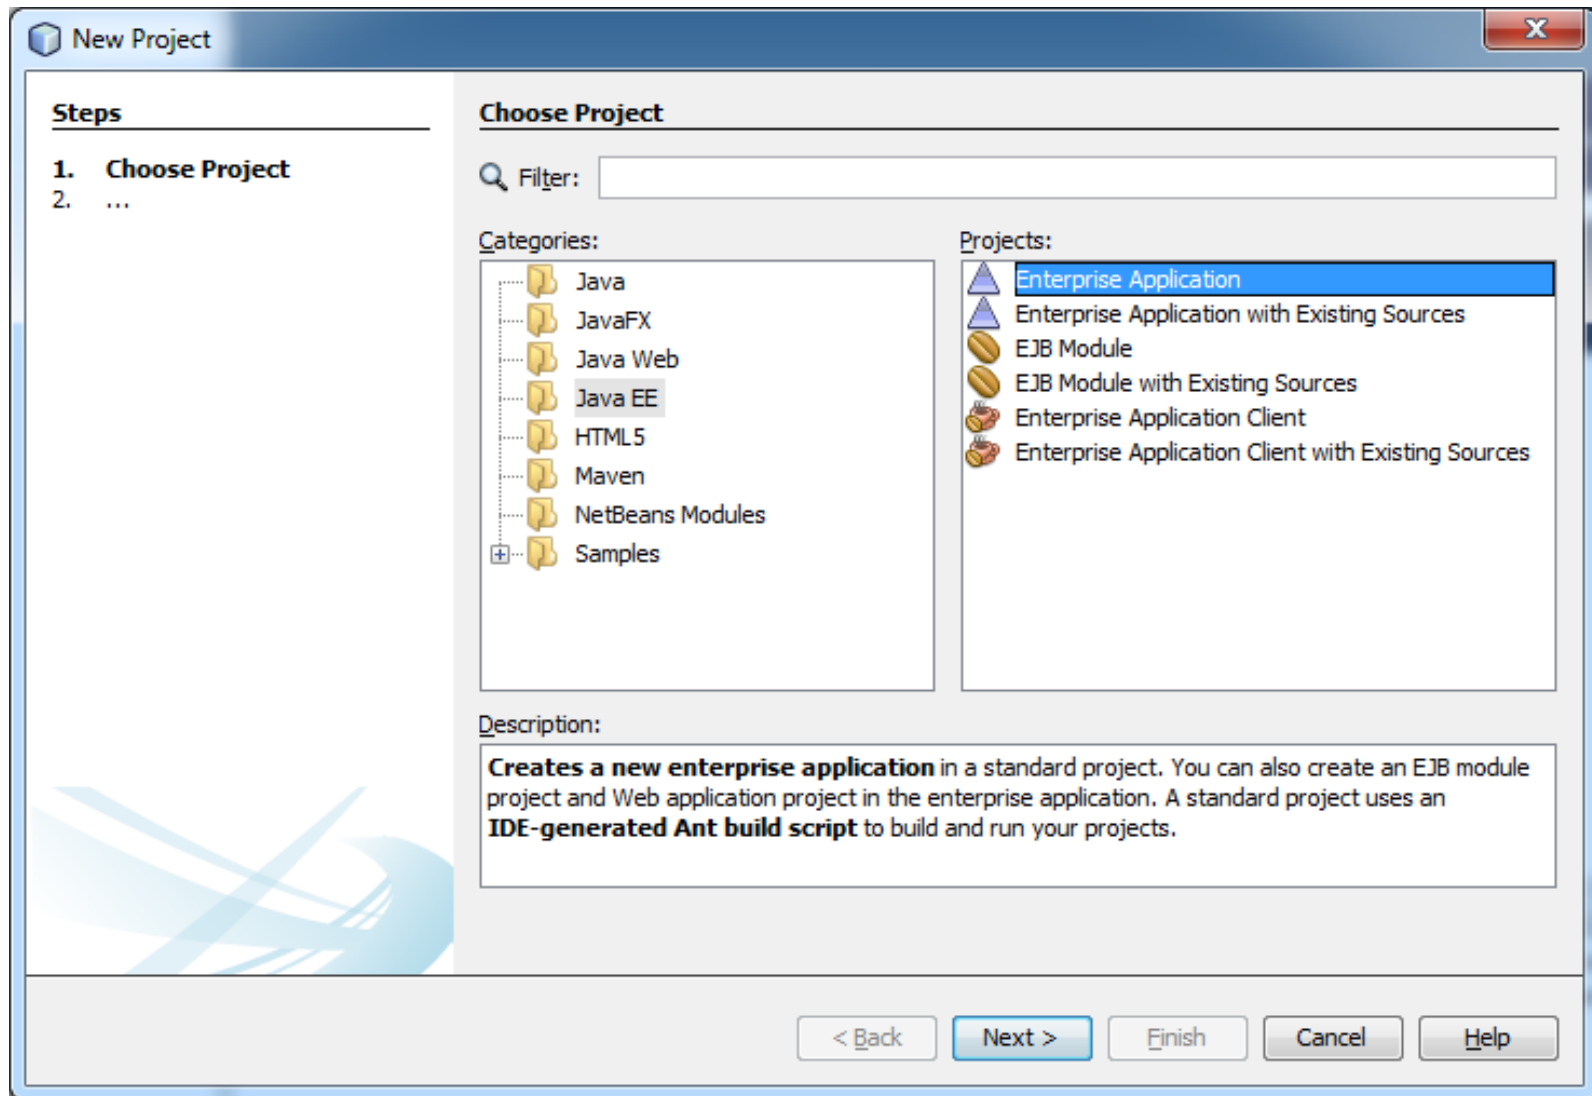 New Project
Steps
1. Choose Project
2. ...
Choose Project
Filter:
Categories:
Java
JavaFX
Java Web
Java EE
HTML5
Maven
NetBeans Modules
Samples
Projects:
Enterprise Application
Enterprise Application with Existing Sources
EJB Module
EJB Module with Existing Sources
Enterprise Application Client
Enterprise Application Client with Existing Sources
Description:
Creates a new enterprise application in a standard project. You can also create an EJB module
project and Web application project in the enterprise application. A standard project uses an
IDE-generated Ant build script to build and run your projects.
< Back
Next >
Finish
Cancel
Help